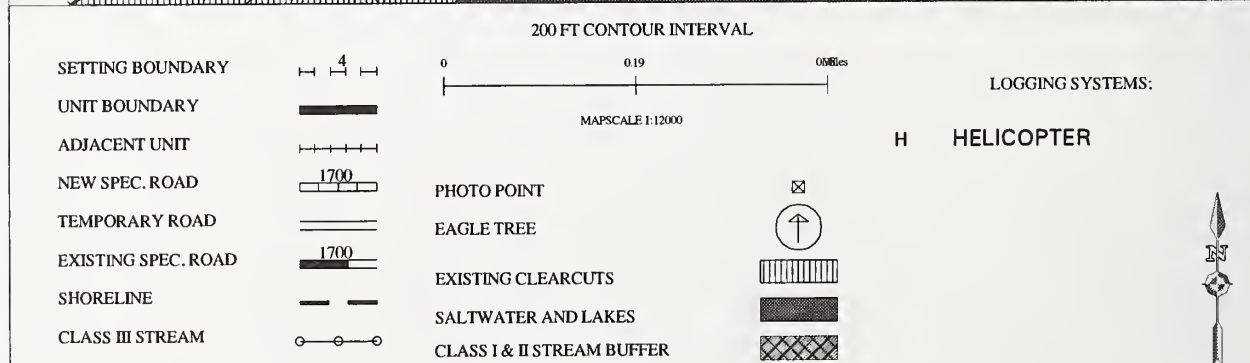 200 FT CONTOUR INTERVAL
SETTING BOUNDARY 4
UNIT BOUNDARY
ADJACENT UNIT
NEW SPEC. ROAD 1700
TEMPORARY ROAD
EXISTING SPEC. ROAD 1700
SHORELINE
CLASS III STREAM
0 0.19
MAPSCALE 1:12000
PHOTO POINT
EAGLE TREE
EXISTING CLEARCUTS
SALTWATER AND LAKES
CLASS I & II STREAM BUFFER
LOGGING SYSTEMS:
H HELICOPTER
N